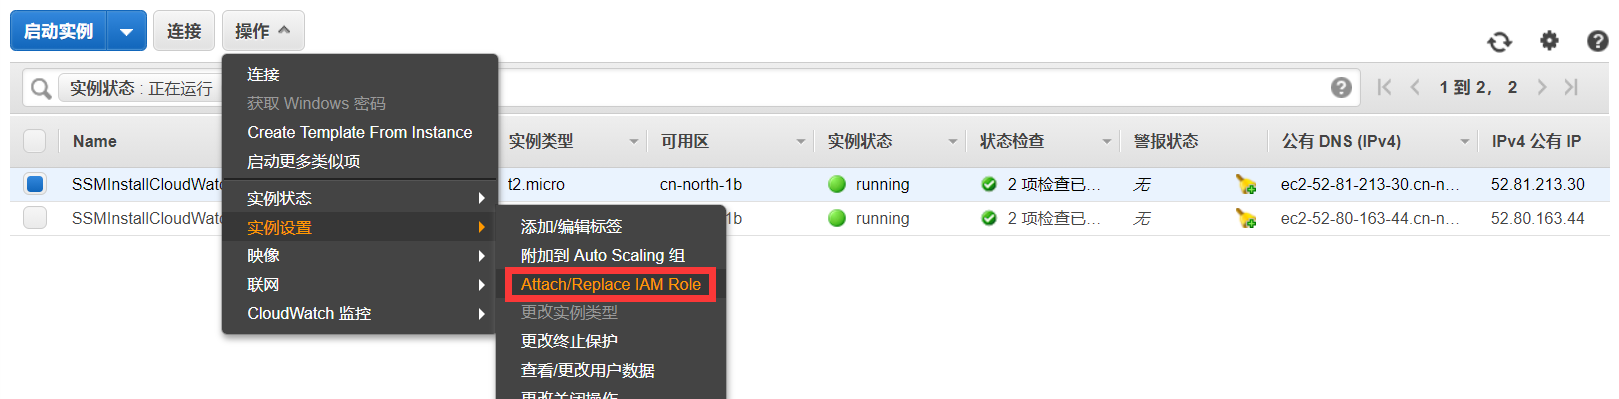 启动实例 连接 操作
实例状态 : 正在运行 1 到 2， 2
Name 实例类型 可用区 实例状态 状态检查 警报状态 公有 DNS (IPv4) IPv4 公有 IP
SSMInstallCloudWatc t2.micro cn-north-1b running 2 项检查已... 无 ec2-52-81-213-30.cn-n... 52.81.213.30
SSMInstallCloudWatc -1b running 2 项检查已... 无 ec2-52-80-163-44.cn-n... 52.80.163.44
连接
获取 Windows 密码
Create Template From Instance
启动更多类似项
实例状态
实例设置
映像
联网
CloudWatch 监控
添加/编辑标签
附加到 Auto Scaling 组
Attach/Replace IAM Role
更改实例类型
更改终止保护
查看/更改用户数据
更改关闭操作